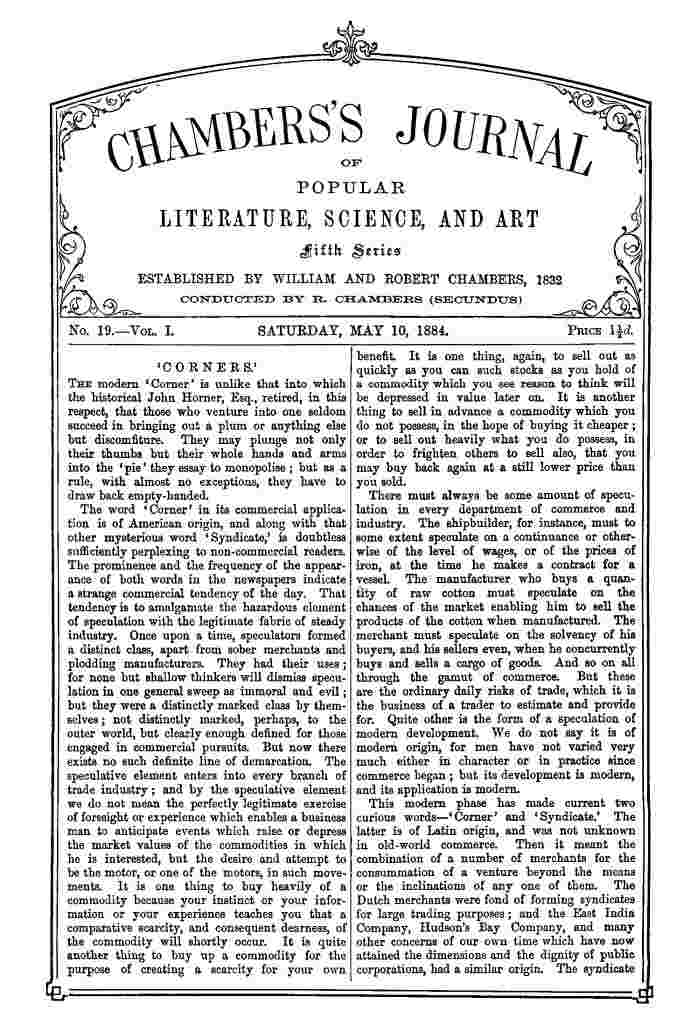 CHAMBERS'S JOURNAL
OF
POPULAR
LITERATURE, SCIENCE, AND ART
Fifth Series
ESTABLISHED BY WILLIAM AND ROBERT CHAMBERS, 1832
CONDUCTED BY R. CHAMBERS (SECUNDUS)
No. 19.—Vol. I.
SATURDAY, MAY 10, 1884.
Price 1½d.
'CORNERS.'
The modern 'Corner' is unlike that into which
the historical John Horner, Esq., retired, in this
respect, that those who venture into one seldom
succeed in bringing out a plum or anything else
but discomfiture. They may plunge not only
their thumbs but their whole hands and arms
into the 'pie' they essay to monopolise; but as a
rule, with almost no exceptions, they have to
draw back empty-handed.
The word 'Corner' in its commercial applica-
tion is of American origin, and along with that
other mysterious word 'Syndicate,' is doubtless
sufficiently perplexing to non-commercial readers.
The prominence and the frequency of the appear-
ance of both words in the newspapers indicate
a strange commercial tendency of the day. That
tendency is to amalgamate the hazardous element
of speculation with the legitimate fabric of steady
industry. Once upon a time, speculators formed
a distinct class, apart from sober merchants and
plodding manufacturers. They had their uses;
for none but shallow thinkers will dismiss specu-
lation in one general sweep as immoral and evil;
but they were a distinctly marked class by them-
selves; not distinctly marked, perhaps, to the
outer world, but clearly enough defined for those
engaged in commercial pursuits. But now there
exists no such definite line of demarcation. The
speculative element enters into every branch of
trade industry; and by the speculative element
we do not mean the perfectly legitimate exercise
of foresight or experience which enables a business
man to anticipate events which raise or depress
the market values of the commodities in which
he is interested, but the desire and attempt to
be the motor, or one of the motors, in such move-
ments. It is one thing to buy heavily of a
commodity because your instinct or your infor-
mation or your experience teaches you that a
comparative scarcity, and consequent dearness, of
the commodity will shortly occur. It is quite
another thing to buy up a commodity for the
purpose of creating a scarcity for your own
benefit. It is one thing, again, to sell out as
quickly as you can such stocks as you hold of
a commodity which you see reason to think will
be depressed in value later on. It is another
thing to sell in advance a commodity which you
do not possess, in the hope of buying it cheaper;
or to sell out heavily what you do possess, in
order to frighten others to sell also, that you
may buy back again at a still lower price than
you sold.
There must always be some amount of specu-
lation in every department of commerce and
industry. The shipbuilder, for instance, must to
some extent speculate on a continuance or other-
wise of the level of wages, or of the prices of
iron, at the time he makes a contract for a
vessel. The manufacturer who buys a quan-
tity of raw cotton must speculate on the
chances of the market enabling him to sell the
products of the cotton when manufactured. The
merchant must speculate on the solvency of his
buyers, and his sellers even, when he concurrently
buys and sells a cargo of goods. And so on all
through the gamut of commerce. But these
are the ordinary daily risks of trade, which it is
the business of a trader to estimate and provide
for. Quite other is the form of a speculation of
modern development. We do not say it is of
modern origin, for men have not varied very
much either in character or in practice since
commerce began; but its development is modern,
and its application is modern.
This modern phase has made current two
curious words—'Corner' and 'Syndicate.' The
latter is of Latin origin, and was not unknown
in old-world commerce. Then it meant the
combination of a number of merchants for the
consummation of a venture beyond the means
or the inclinations of any one of them. The
Dutch merchants were fond of forming syndicates
for large trading purposes; and the East India
Company, Hudson's Bay Company, and many
other concerns of our own time which have now
attained the dimensions and the dignity of public
corporations, had a similar origin. The syndicate